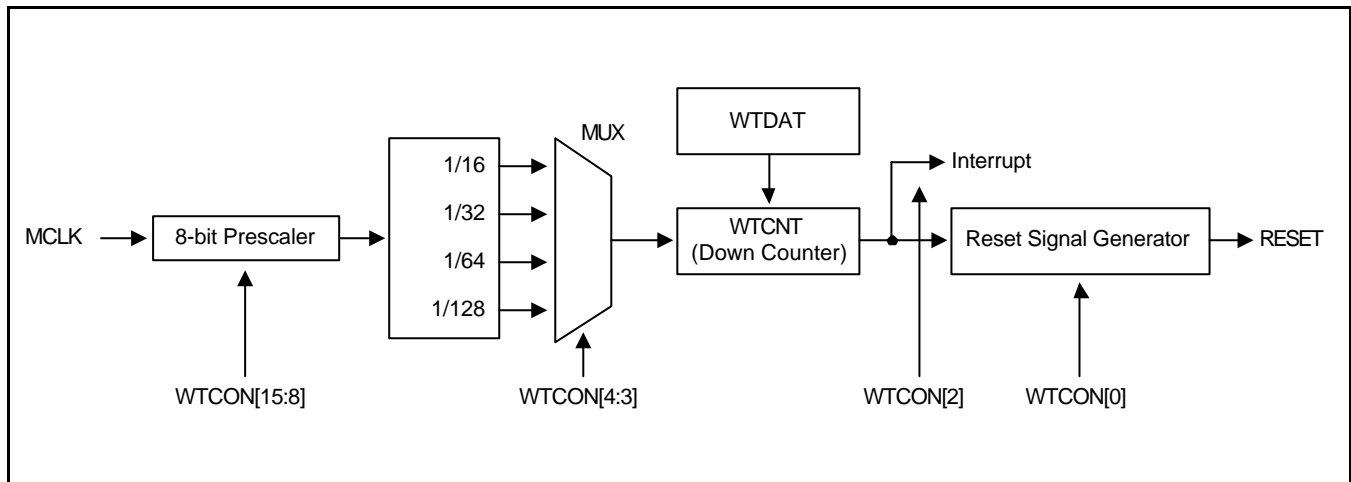 MUX
WTDAT
1/16
1/32
1/64
1/128
Interrupt
MCLK
8-bit Prescaler
WTCNT
(Down Counter)
Reset Signal Generator
RESET
WTCON[15:8]
WTCON[4:3]
WTCON[2]
WTCON[0]